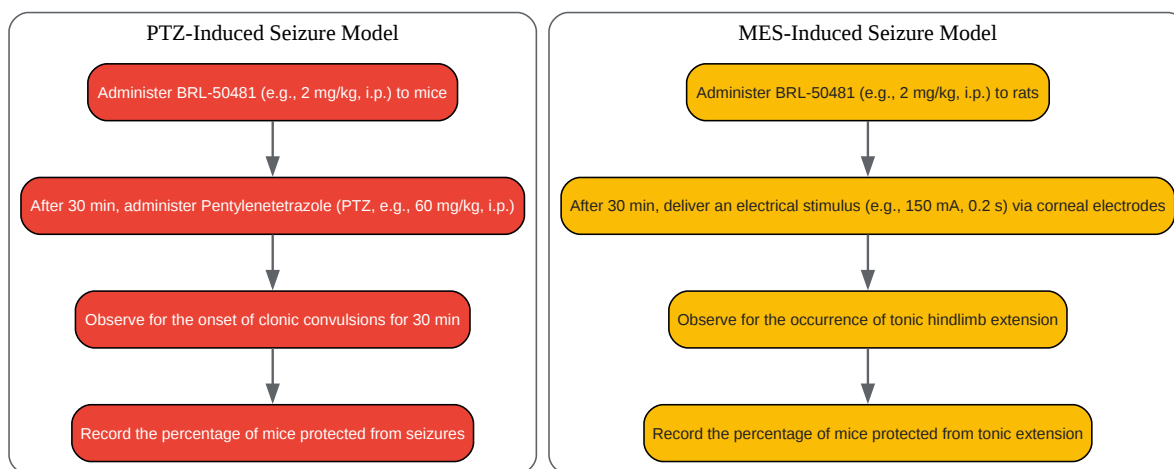 PTZ-Induced Seizure Model
Administer BRL-50481 (e.g., 2 mg/kg, i.p.) to mice
After 30 min, administer Pentylenetetrazole (PTZ, e.g., 60 mg/kg, i.p.)
Observe for the onset of clonic convulsions for 30 min
Record the percentage of mice protected from seizures
MES-Induced Seizure Model
Administer BRL-50481 (e.g., 2 mg/kg, i.p.) to rats
After 30 min, deliver an electrical stimulus (e.g., 150 mA, 0.2 s) via corneal electrodes
Observe for the occurrence of tonic hindlimb extension
Record the percentage of mice protected from tonic extension